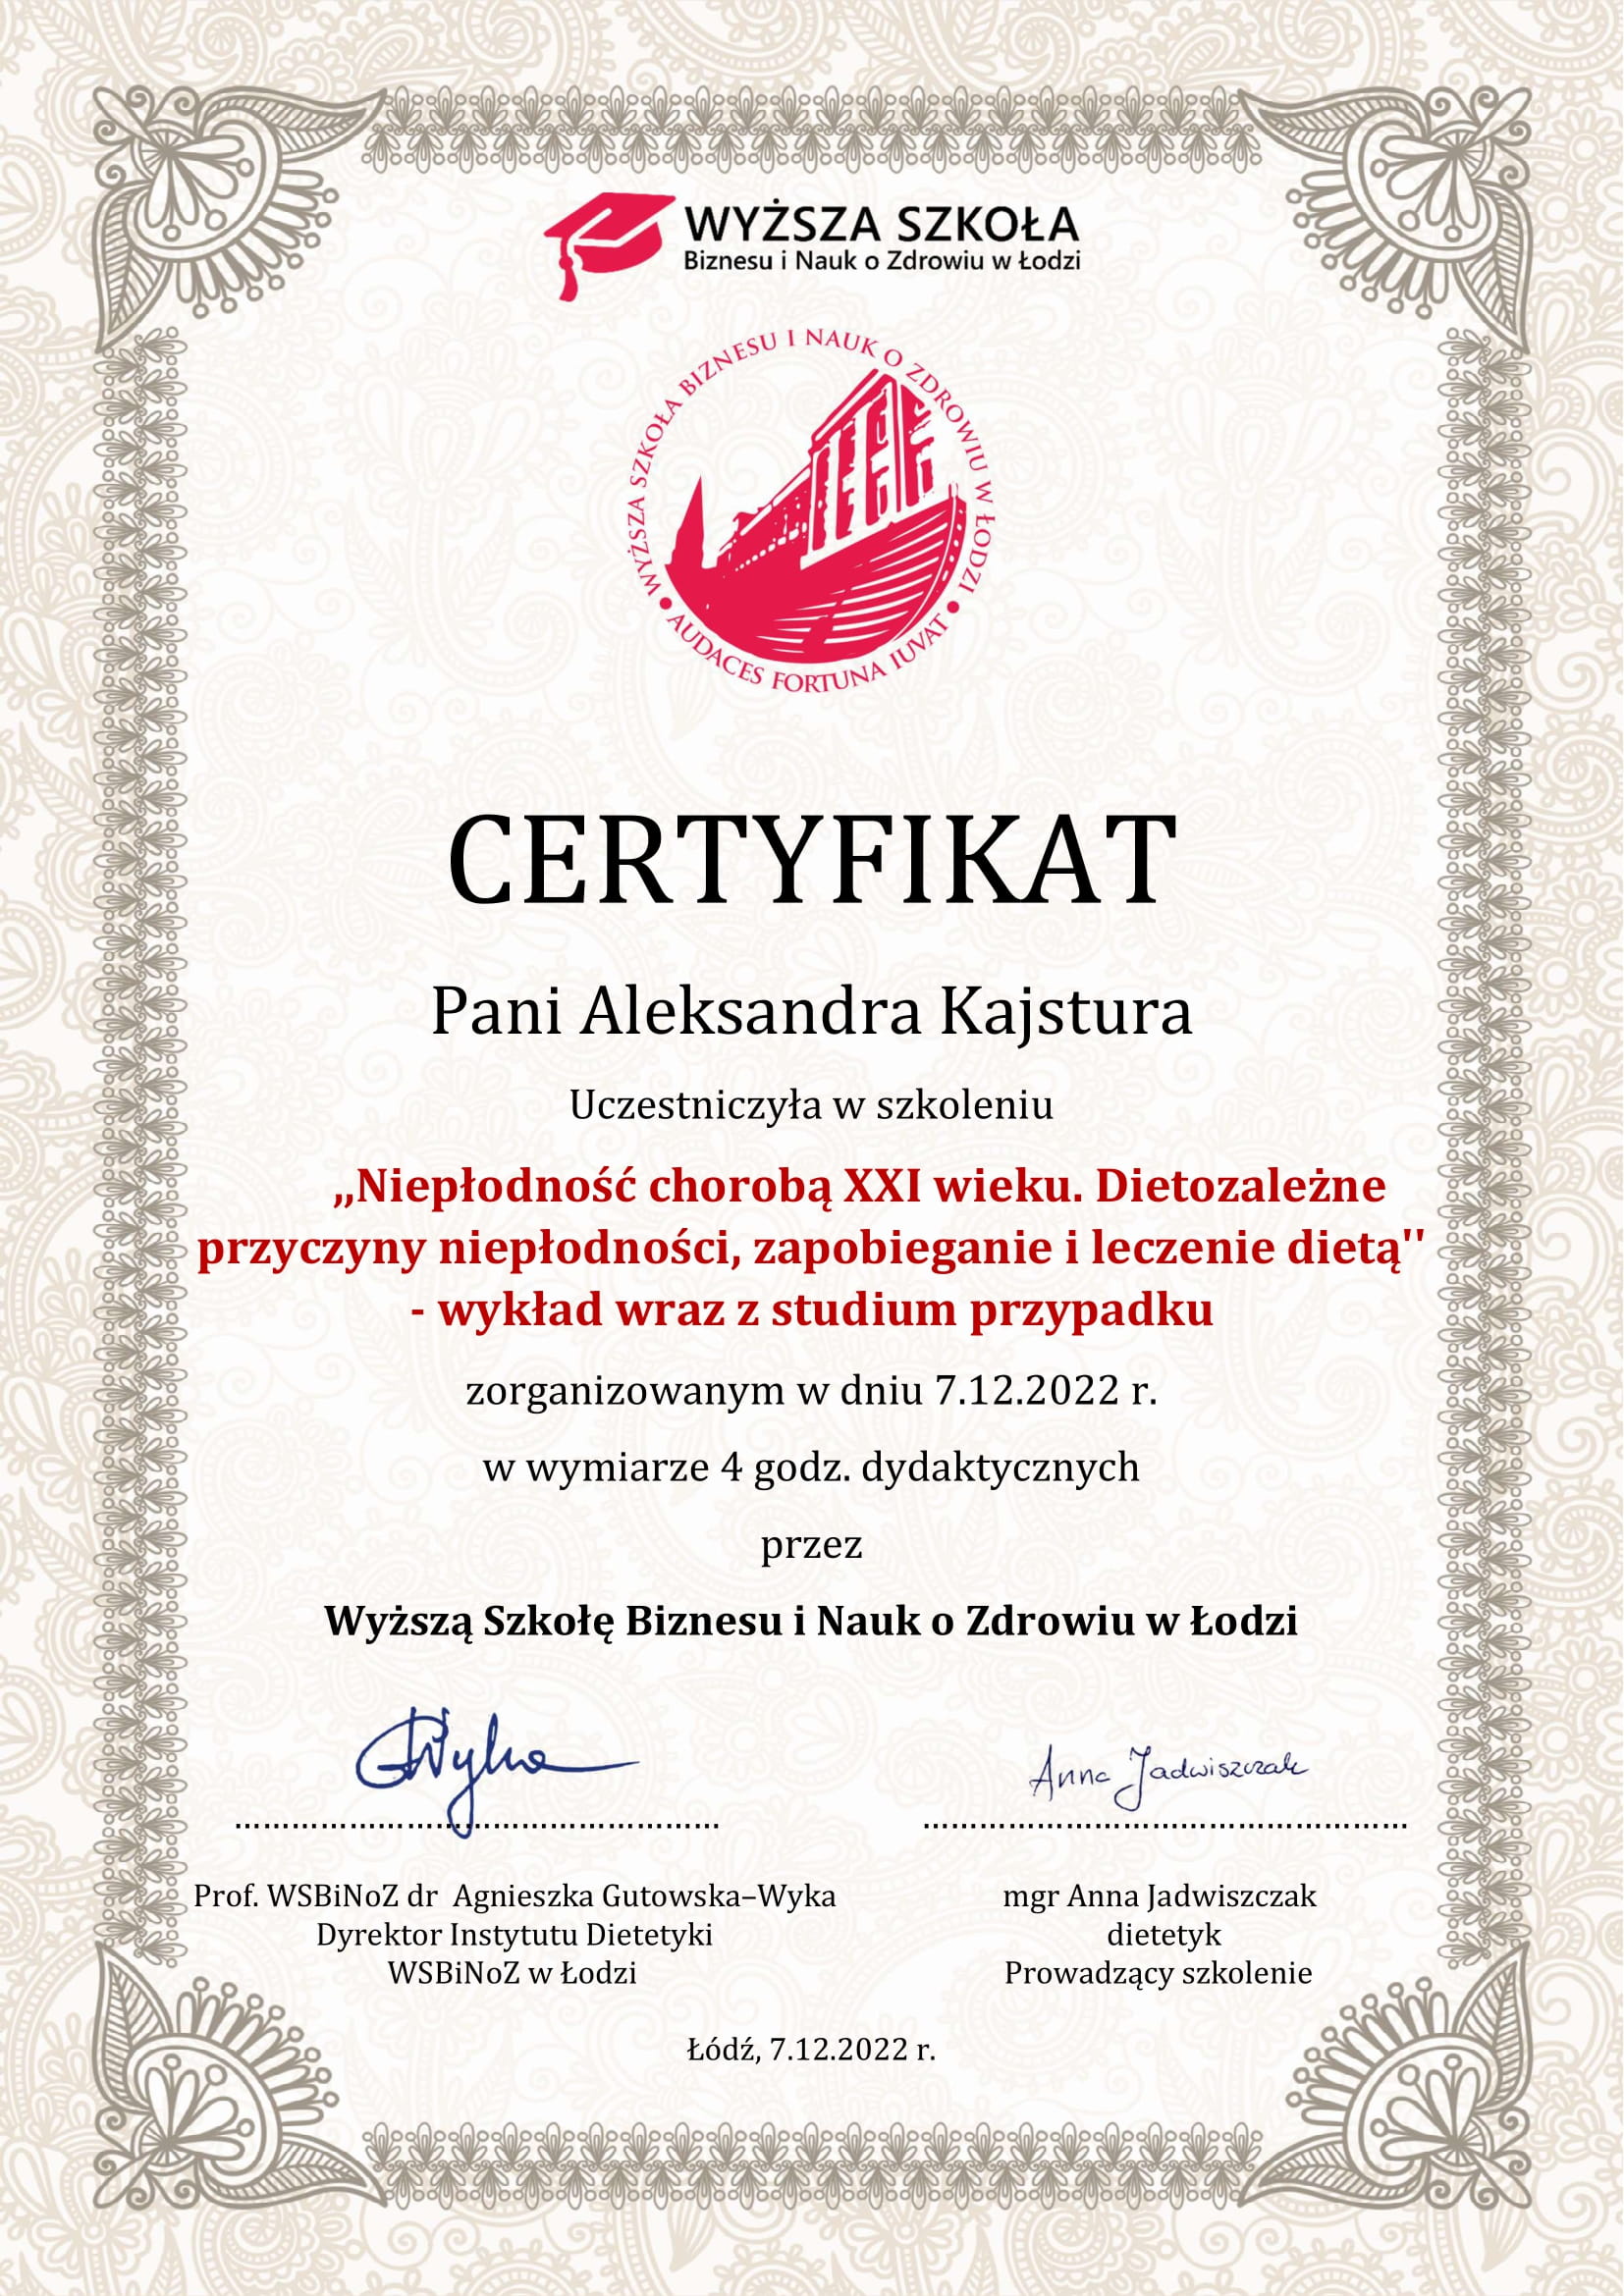 WYŻSZA SZKOŁA
Biznesu i Nauk o Zdrowiu w Łodzi
WYŻSZA SZKOŁA BIZNESU I NAUK O ZDROWIU W ŁODZI
• AUDACES FORTUNA IUVAT •
CERTYFIKAT
Pani Aleksandra Kajstura
Uczestniczyła w szkoleniu
„Niepłodność chorobą XXI wieku. Dietozależne
przyczyny niepłodności, zapobieganie i leczenie dietą''
- wykład wraz z studium przypadku
zorganizowanym w dniu 7.12.2022 r.
w wymiarze 4 godz. dydaktycznych
przez
Wyższą Szkołę Biznesu i Nauk o Zdrowiu w Łodzi
GWyka
Anna Jadwiszczak
Prof. WSBiNoZ dr Agnieszka Gutowska–Wyka
Dyrektor Instytutu Dietetyki
WSBiNoZ w Łodzi
mgr Anna Jadwiszczak
dietetyk
Prowadzący szkolenie
Łódź, 7.12.2022 r.